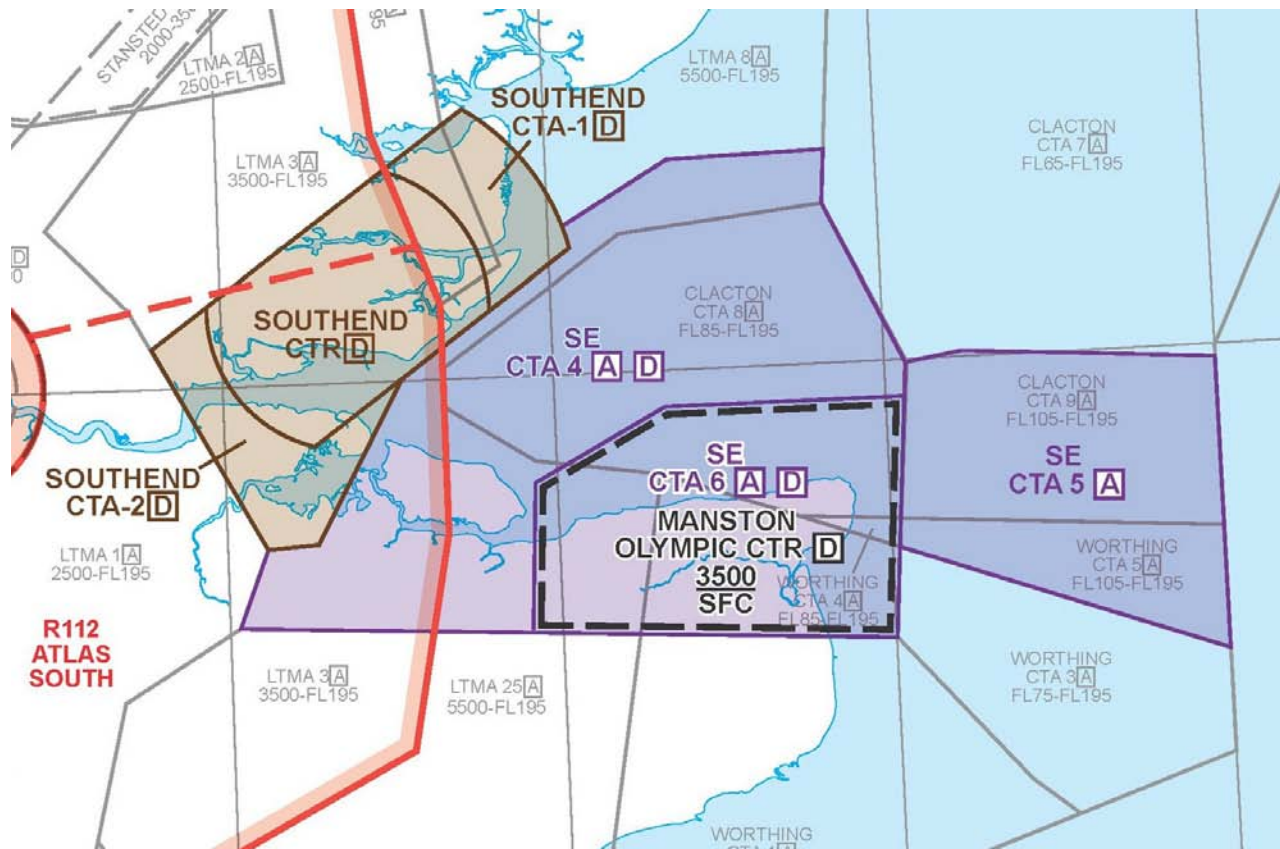 STANSTED
2000-35
95
LTMA 2 A
2500-FL195
LTMA 8 A
5500-FL195
SOUTHEND
CTA-1 D
CLACTON
CTA 7 A
FL65-FL195
LTMA 3 A
3500-FL195
D
0
SOUTHEND
CTR D
CLACTON
CTA 8 A
FL85-FL195
SE
CTA 4 A D
CLACTON
CTA 9 A
FL105-FL195
SE
CTA 5 A
SE
CTA 6 A D
SOUTHEND
CTA-2 D
MANSTON
OLYMPIC CTR D
3500
SFC
LTMA 1 A
2500-FL195
WORTHING
CTA 4 A
FL85-FL195
WORTHING
CTA 5 A
FL105-FL195
R112
ATLAS
SOUTH
LTMA 3 A
3500-FL195
LTMA 25 A
5500-FL195
WORTHING
CTA 3 A
FL75-FL195
WORTHING